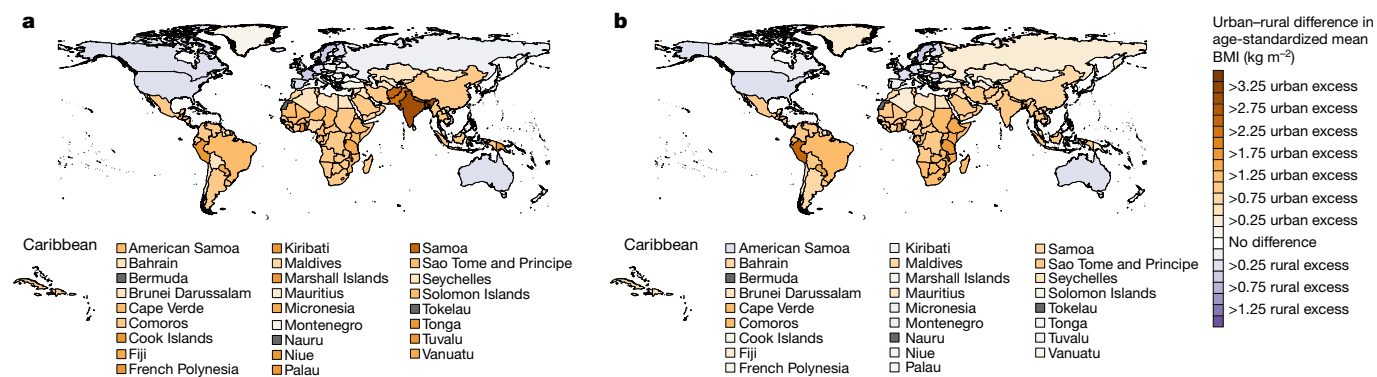 a
Caribbean
American Samoa
Bahrain
Bermuda
Brunei Darussalam
Cape Verde
Comoros
Cook Islands
Fiji
French Polynesia
Kiribati
Maldives
Marshall Islands
Mauritius
Micronesia
Montenegro
Nauru
Niue
Palau
Samoa
Sao Tome and Principe
Seychelles
Solomon Islands
Tokelau
Tonga
Tuvalu
Vanuatu
b
Caribbean
American Samoa
Bahrain
Bermuda
Brunei Darussalam
Cape Verde
Comoros
Cook Islands
Fiji
French Polynesia
Kiribati
Maldives
Marshall Islands
Mauritius
Micronesia
Montenegro
Nauru
Niue
Palau
Samoa
Sao Tome and Principe
Seychelles
Solomon Islands
Tokelau
Tonga
Tuvalu
Vanuatu
Urban–rural difference in
age-standardized mean
BMI (kg m⁻²)
>3.25 urban excess
>2.75 urban excess
>2.25 urban excess
>1.75 urban excess
>1.25 urban excess
>0.75 urban excess
>0.25 urban excess
No difference
>0.25 rural excess
>0.75 rural excess
>1.25 rural excess